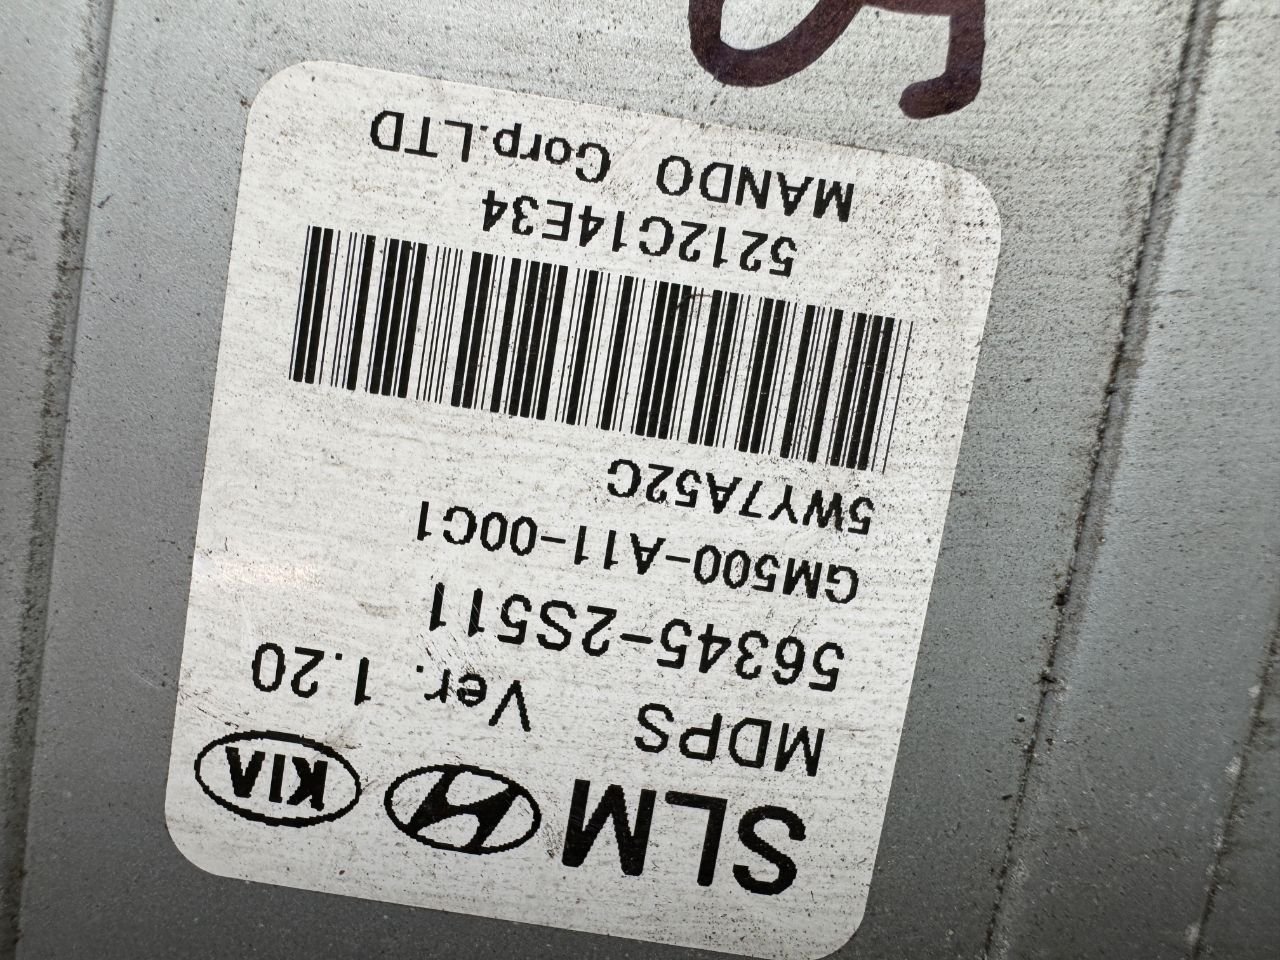 SLM KIA
MDPS Ver. 1.20
56345-2S511
GM500-A11-00C1
5WY7A52C
5212C14E34
MANDO Corp.LTD